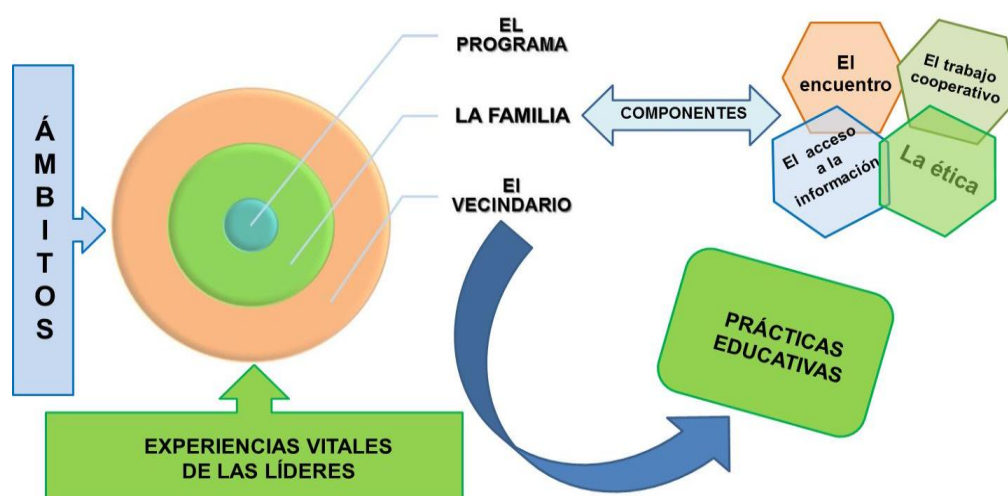 ÁMBITOS
EL
PROGRAMA
LA FAMILIA
El
VECINDARIO
COMPONENTES
El
encuentro
El trabajo
cooperativo
El acceso
a la
información
La ética
PRÁCTICAS
EDUCATIVAS
EXPERIENCIAS VITALES
DE LAS LÍDERES